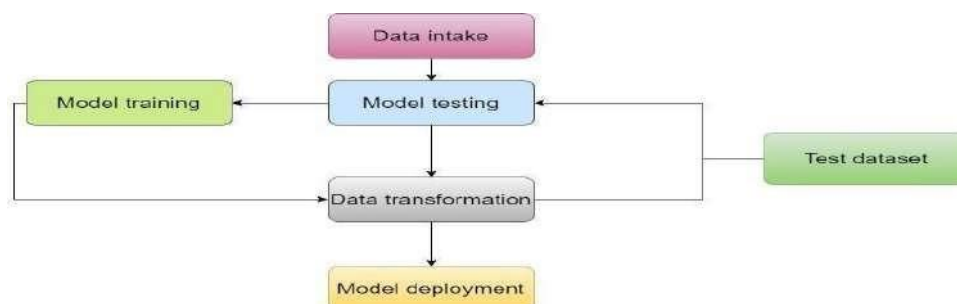 Data intake
Model training
Model testing
Test dataset
Data transformation
Model deployment